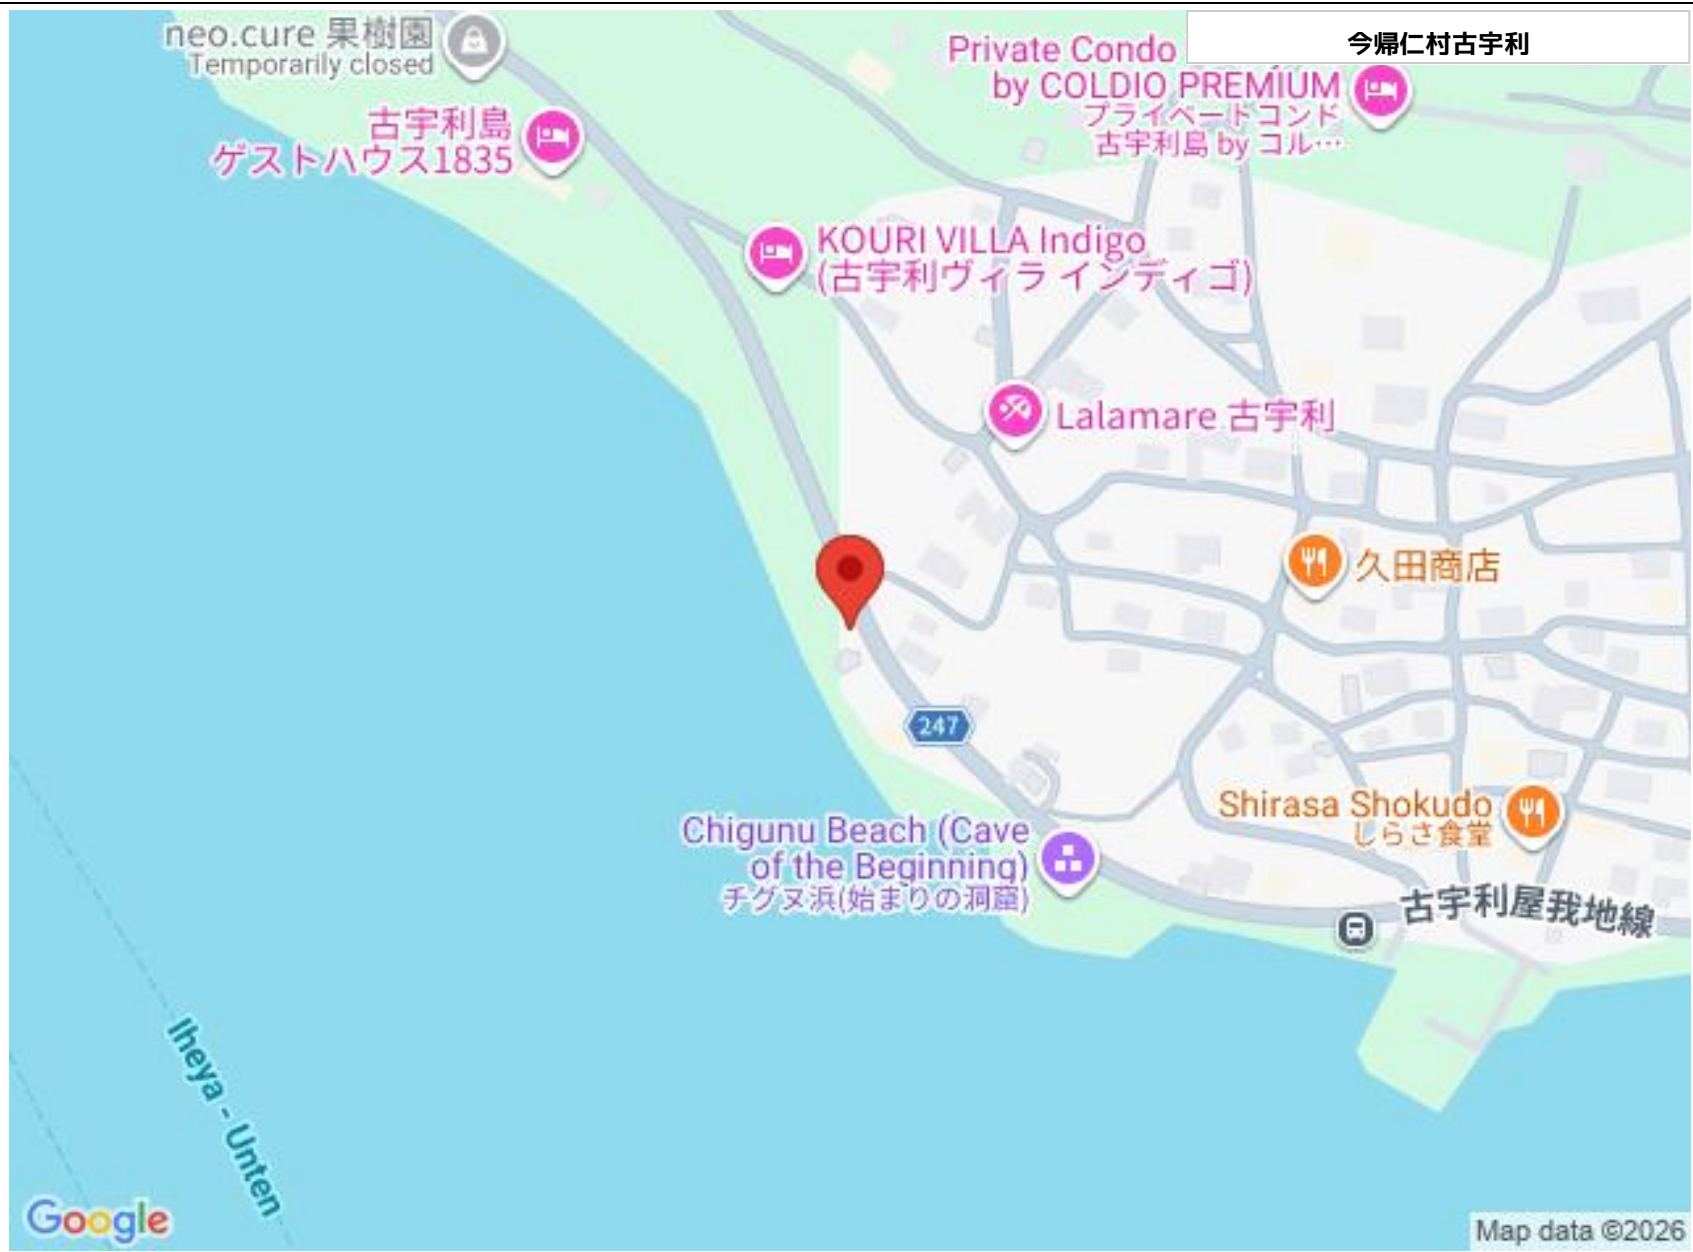 neo.cure 果樹園
Temporarily closed
今帰仁村古宇利
Private Condo
by COLDIO PREMIUM
プライベートコンド
古宇利島 by コル…
古宇利島
ゲストハウス1835
KOURI VILLA Indigo
(古宇利ヴィラ インディゴ)
Lalamare 古宇利
久田商店
247
Shirasa Shokudo
しらさ食堂
Chigunu Beach (Cave
of the Beginning)
チグヌ浜(始まりの洞窟)
古宇利屋我地線
Iheya - Unten
Google
Map data ©2026